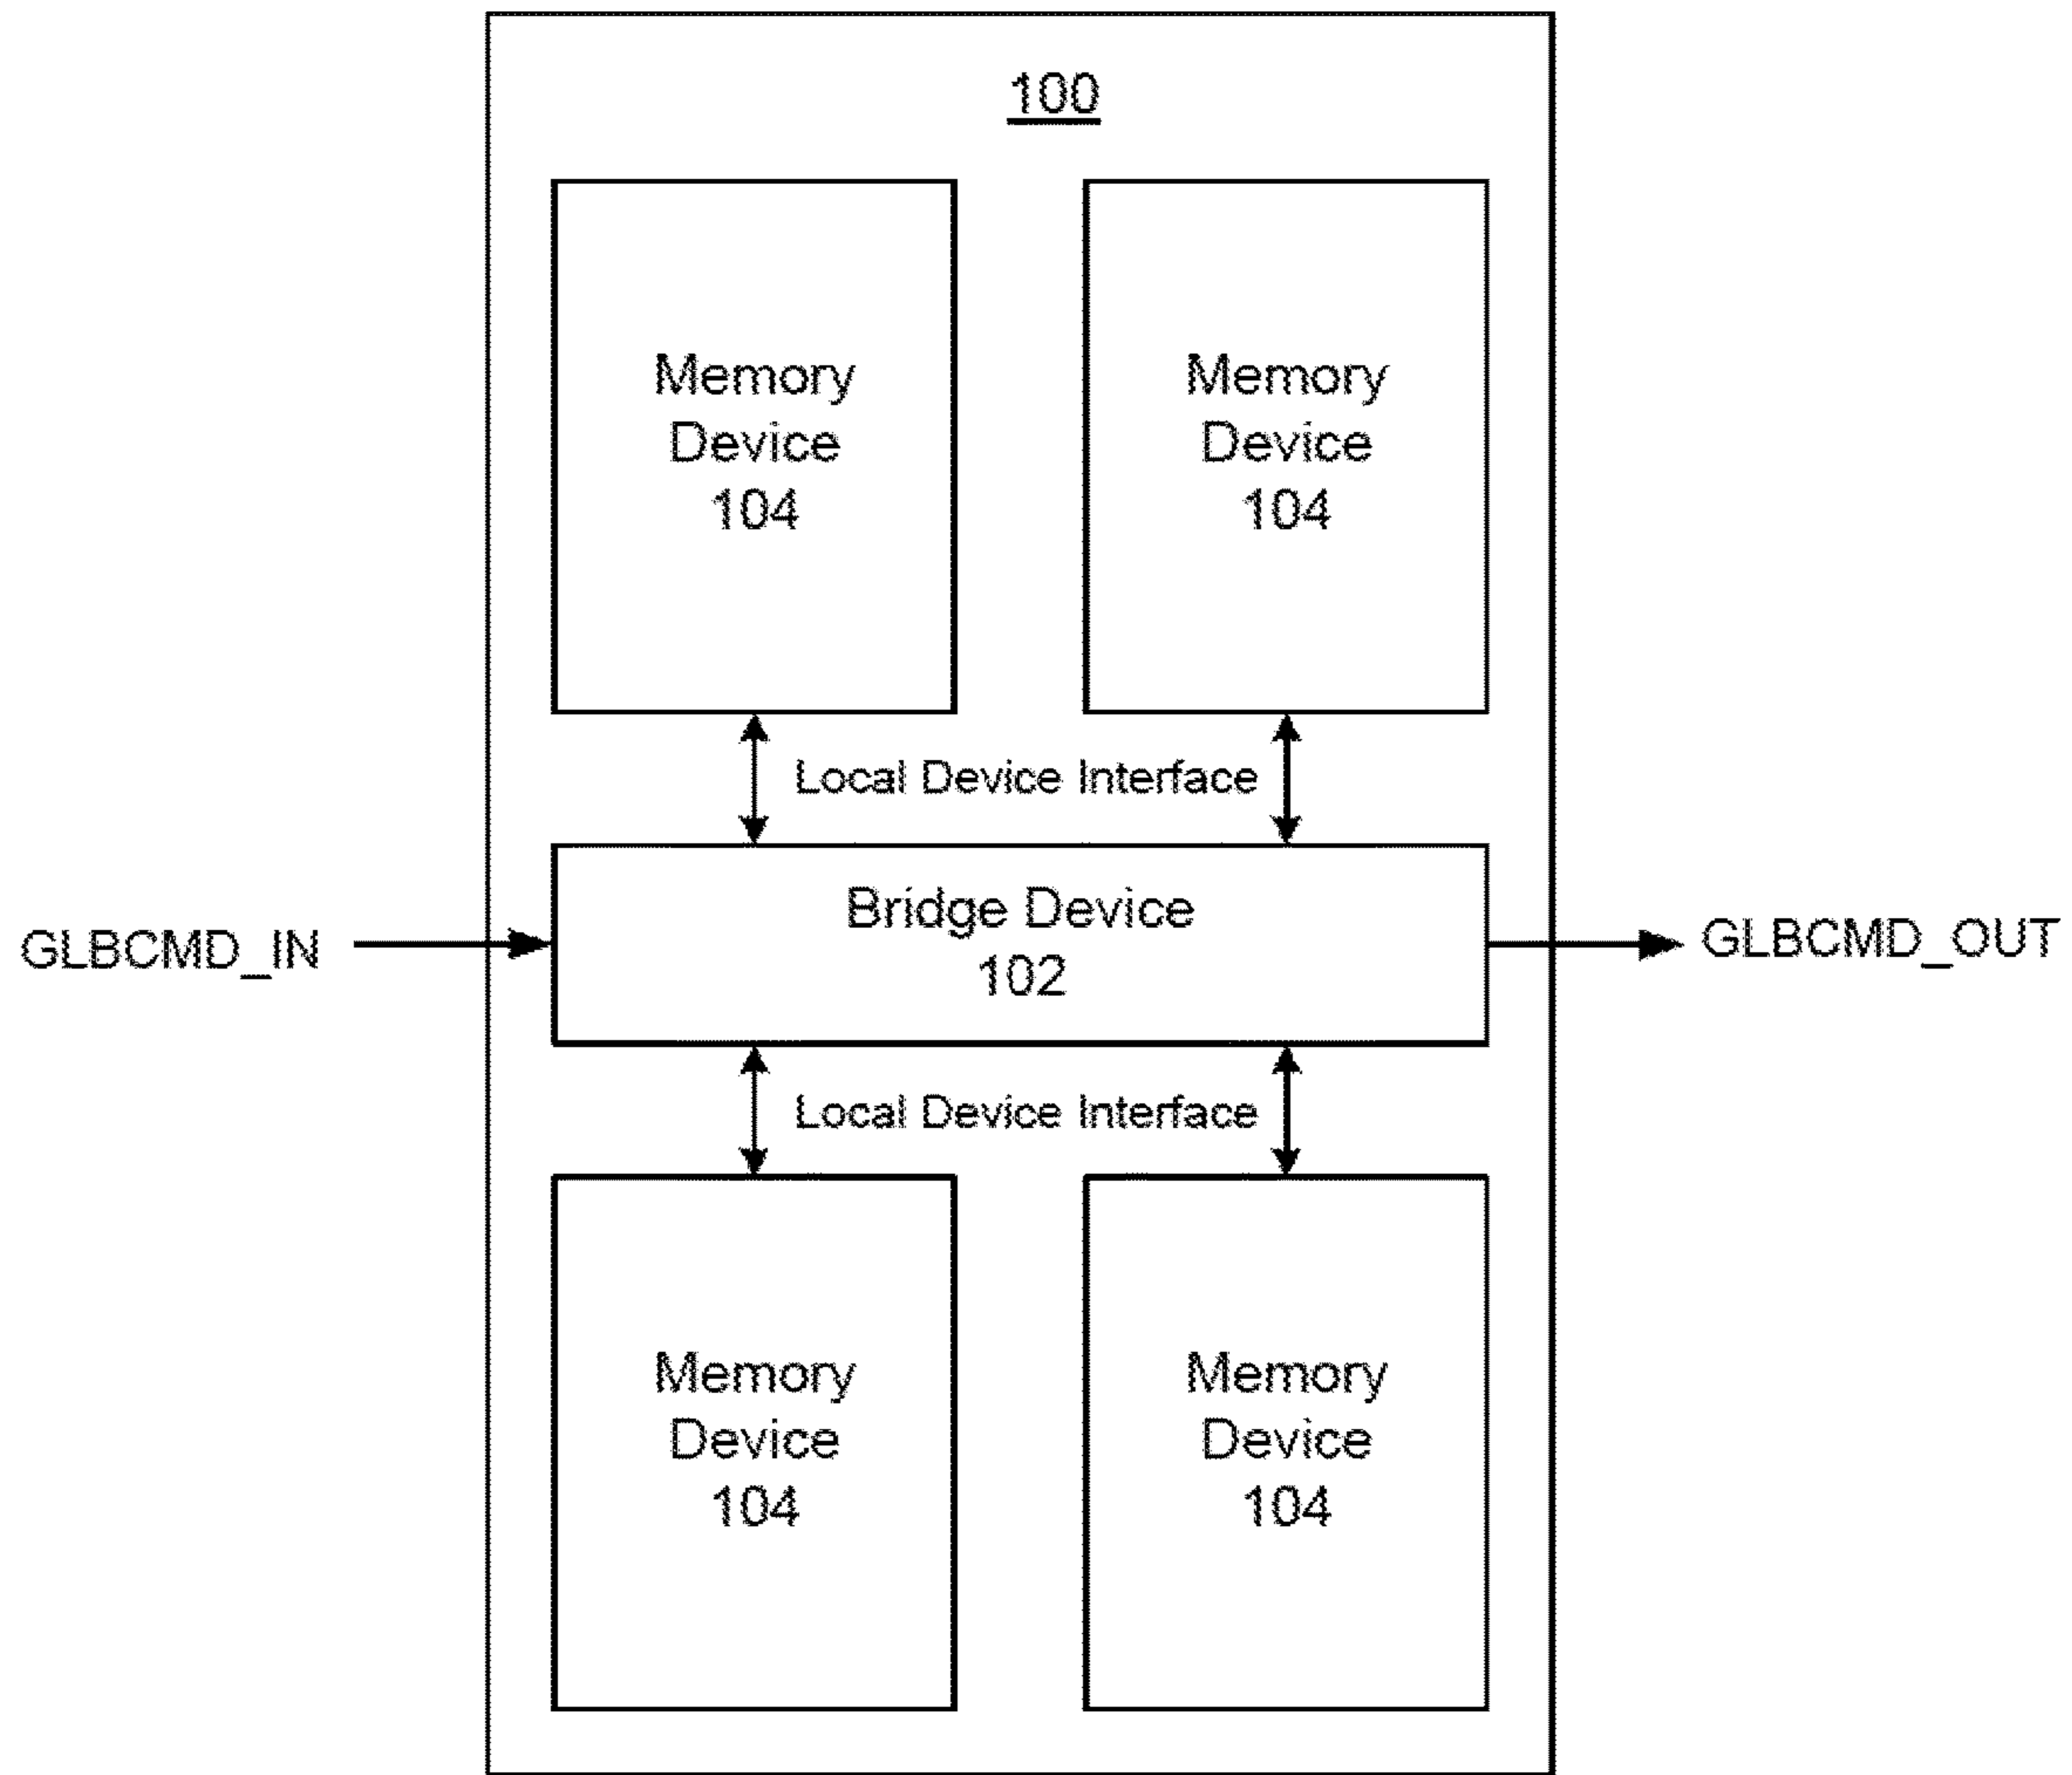 100
Memory
Device
104
Memory
Device
104
Local Device Interface
GLBCMD_IN
Bridge Device
102
GLBCMD_OUT
Local Device Interface
Memory
Device
104
Memory
Device
104